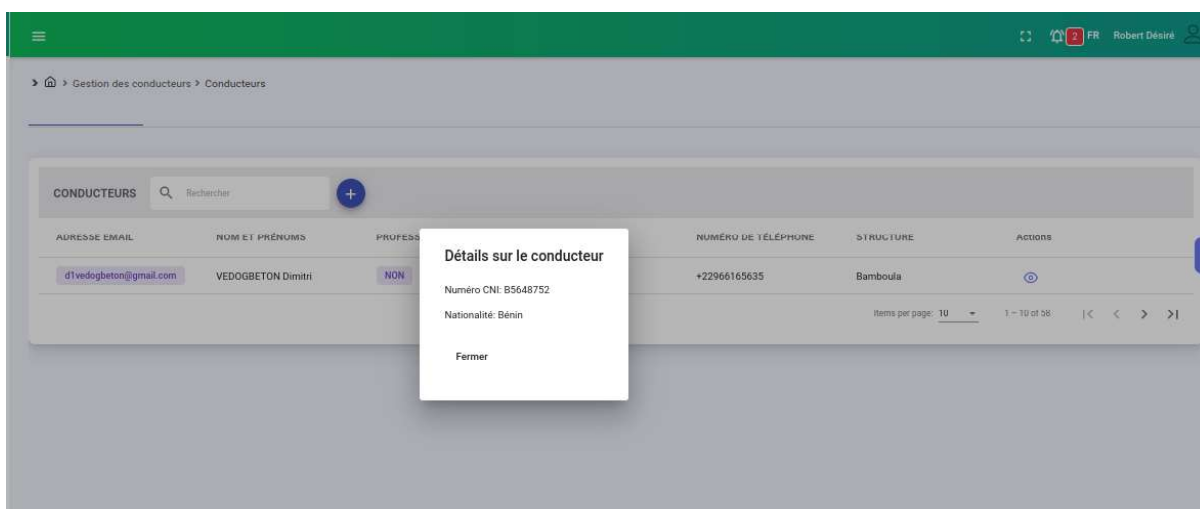 2 FR Robert Désiré
> Gestion des conducteurs > Conducteurs
CONDUCTEURS Rechercher +
ADRESSE EMAIL NOM ET PRÉNOMS PROFESS NUMÉRO DE TÉLÉPHONE STRUCTURE Actions
d1vedogbeton@gmail.com VEDOGBETON Dimitri NON +22966165635 Bamboula
Détails sur le conducteur
Numéro CNI: B5648752
Nationalité: Bénin
Fermer
Items per page: 10 1 – 10 of 58